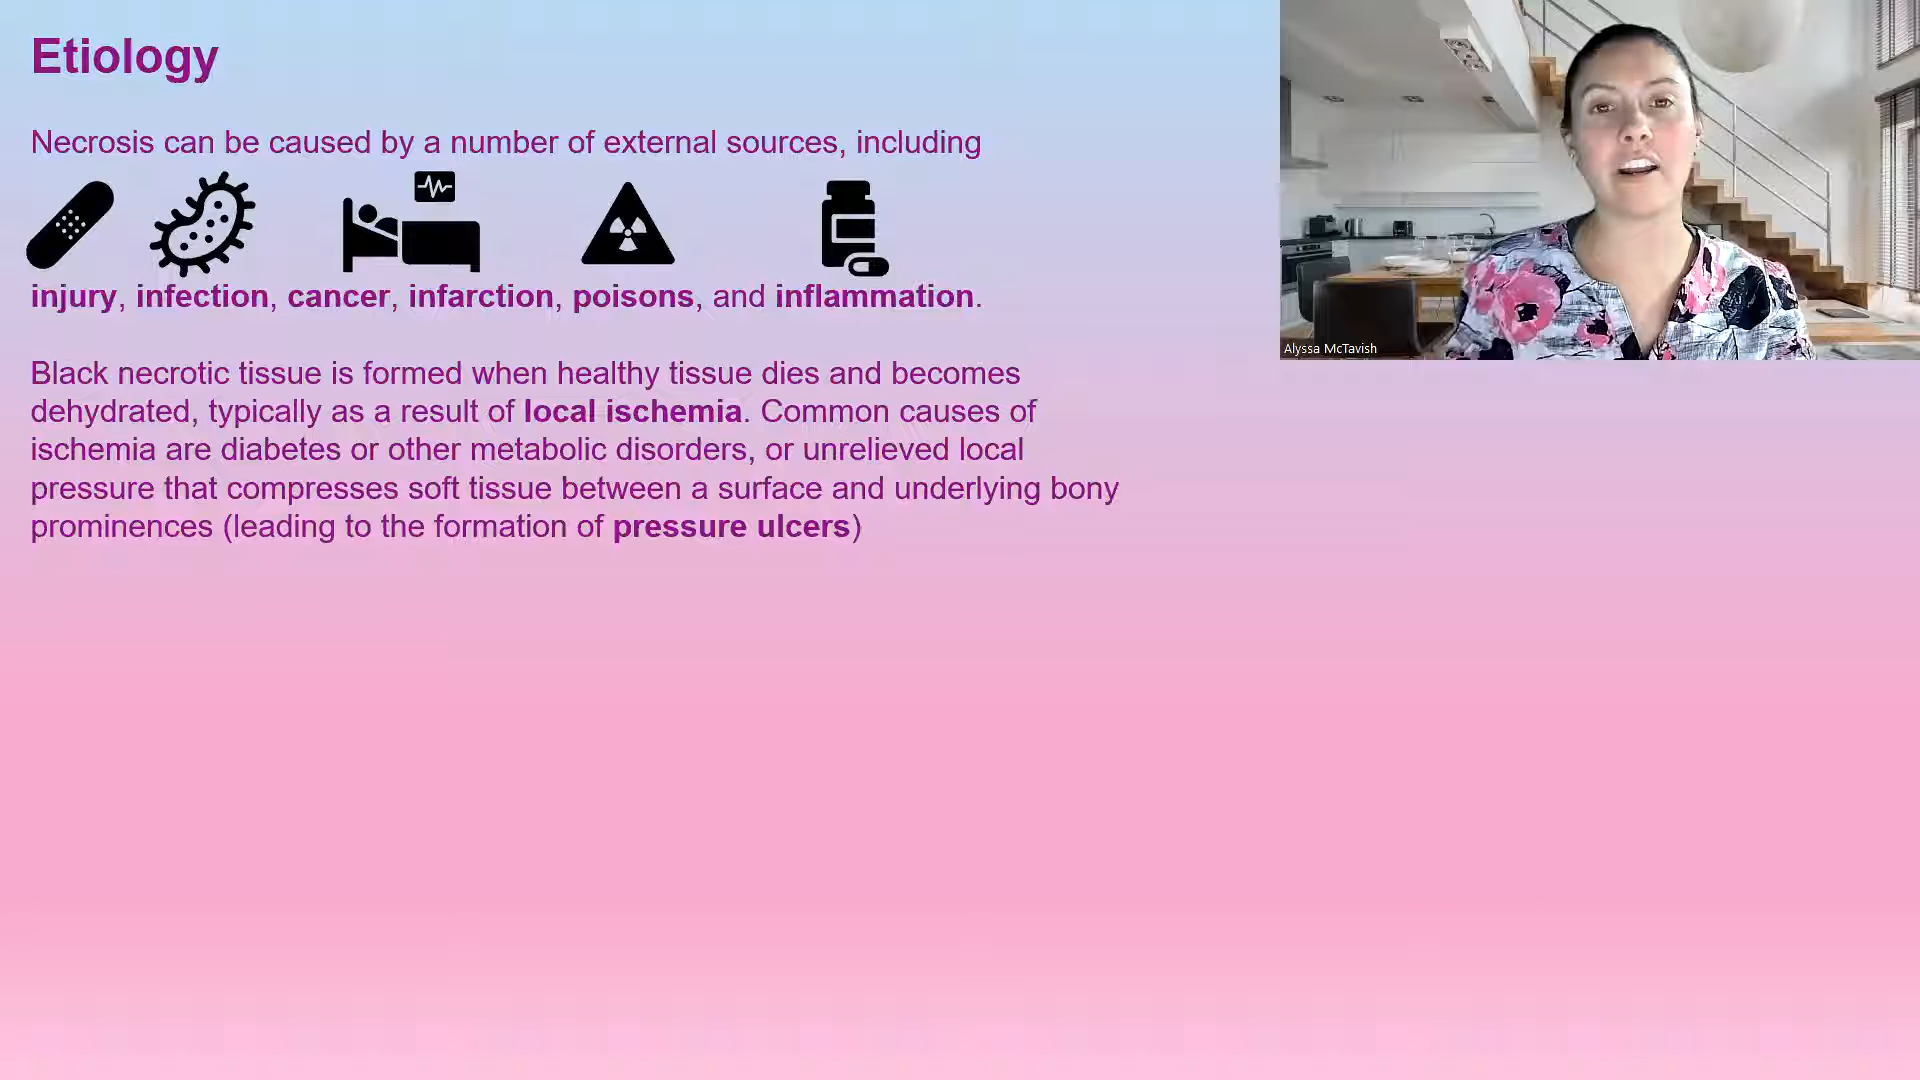 Etiology
Necrosis can be caused by a number of external sources, including
injury, infection, cancer, infarction, poisons, and inflammation.
Black necrotic tissue is formed when healthy tissue dies and becomes
dehydrated, typically as a result of local ischemia. Common causes of
ischemia are diabetes or other metabolic disorders, or unrelieved local
pressure that compresses soft tissue between a surface and underlying bony
prominences (leading to the formation of pressure ulcers)
Alyssa McTavish